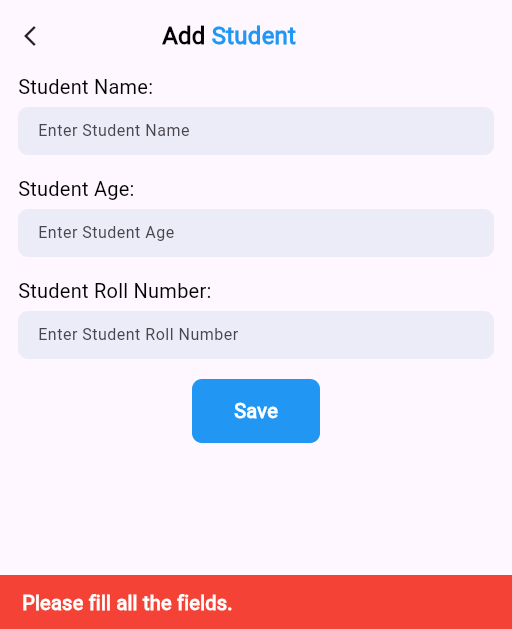 Add Student
Student Name:
Enter Student Name
Student Age:
Enter Student Age
Student Roll Number:
Enter Student Roll Number
Save
Please fill all the fields.